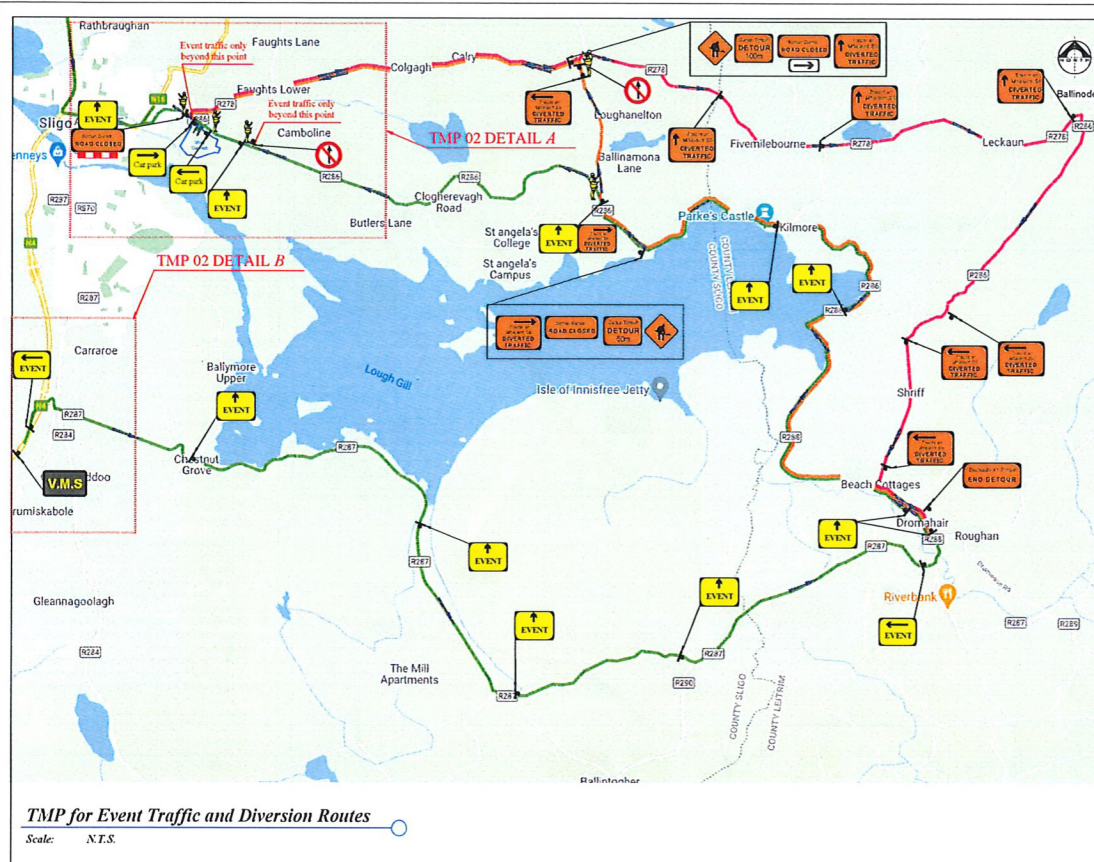 Rathbraughan
Faughts Lane
Event traffic only
beyond this point
Colgagh
Calry
DETOUR
100m
ROAD CLOSED
DIVERTED
TRAFFIC
R278
Ballinode
R286
R278
N16
Faughts Lower
R278
Event traffic only
beyond this point
EVENT
Sligo
ROAD CLOSED
Camboline
TMP 02 DETAIL A
DIVERTED
TRAFFIC
Loughanelton
DIVERTED
TRAFFIC
DIVERTED
TRAFFIC
Fivemilebourne
R278
Leckaun
DIVERTED
TRAFFIC
Car park
Car park
Ballinamona
Lane
R286
R286
Clogherevagh
Road
EVENT
Butlers Lane
R286
St angela's
College
EVENT
DIVERTED
TRAFFIC
St angela's
Campus
Parke's Castle
Kilmore
R287
R870
N4
TMP 02 DETAIL B
COUNTY SLIGO
EVENT
EVENT
R286
R286
R287
DIVERTED
TRAFFIC
ROAD CLOSED
DETOUR
50m
Carraroe
EVENT
Ballymore
Upper
Lough Gill
Isle of Innisfree Jetty
DIVERTED
TRAFFIC
DIVERTED
TRAFFIC
Shriff
N4
R287
R284
EVENT
R287
R288
Chestnut
Grove
V.M.S
ddoo
rumiskabole
DIVERTED
TRAFFIC
END DETOUR
Beach Cottages
Dromahair
EVENT
R288
Roughan
EVENT
R287
R287
Riverbank
EVENT
EVENT
R287
R289
Gleannagoolagh
EVENT
R284
The Mill
Apartments
R287
R287
R290
COUNTY SLIGO
COUNTY LEITRIM
Ballintogher
TMP for Event Traffic and Diversion Routes
Scale: N.T.S.